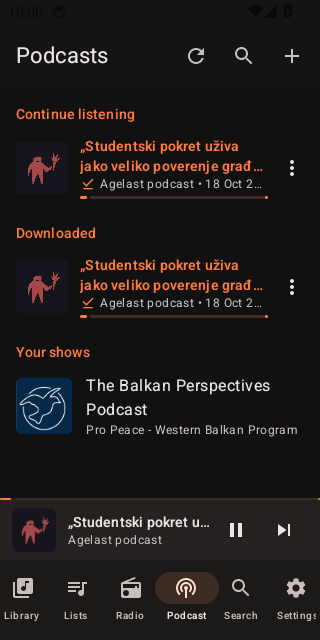 10:00
Podcasts
Continue listening
„Studentski pokret uživa
jako veliko poverenje građ…
Agelast podcast • 18 Oct 2…
Downloaded
„Studentski pokret uživa
jako veliko poverenje građ…
Agelast podcast • 18 Oct 2…
Your shows
The Balkan Perspectives
Podcast
Pro Peace - Western Balkan Program
„Studentski pokret u…
Agelast podcast
Library Lists Radio Podcast Search Settings